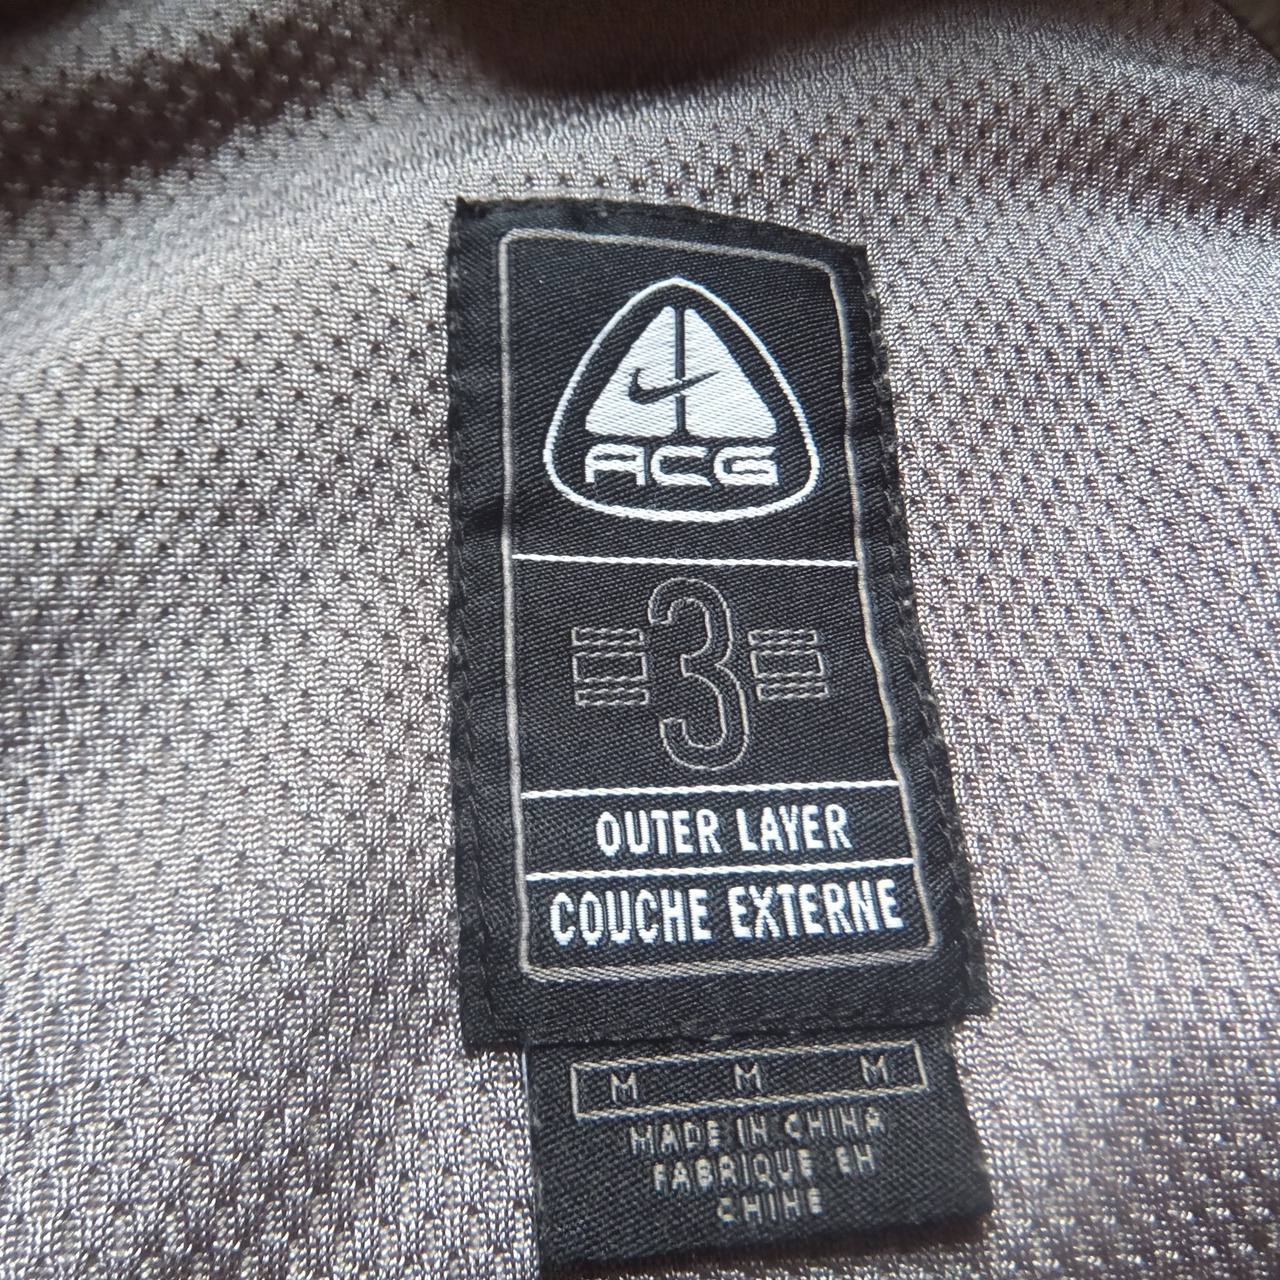 ACG
3
OUTER LAYER
COUCHE EXTERNE
M M M
MADE IN CHINA
FABRIQUE EN
CHINE